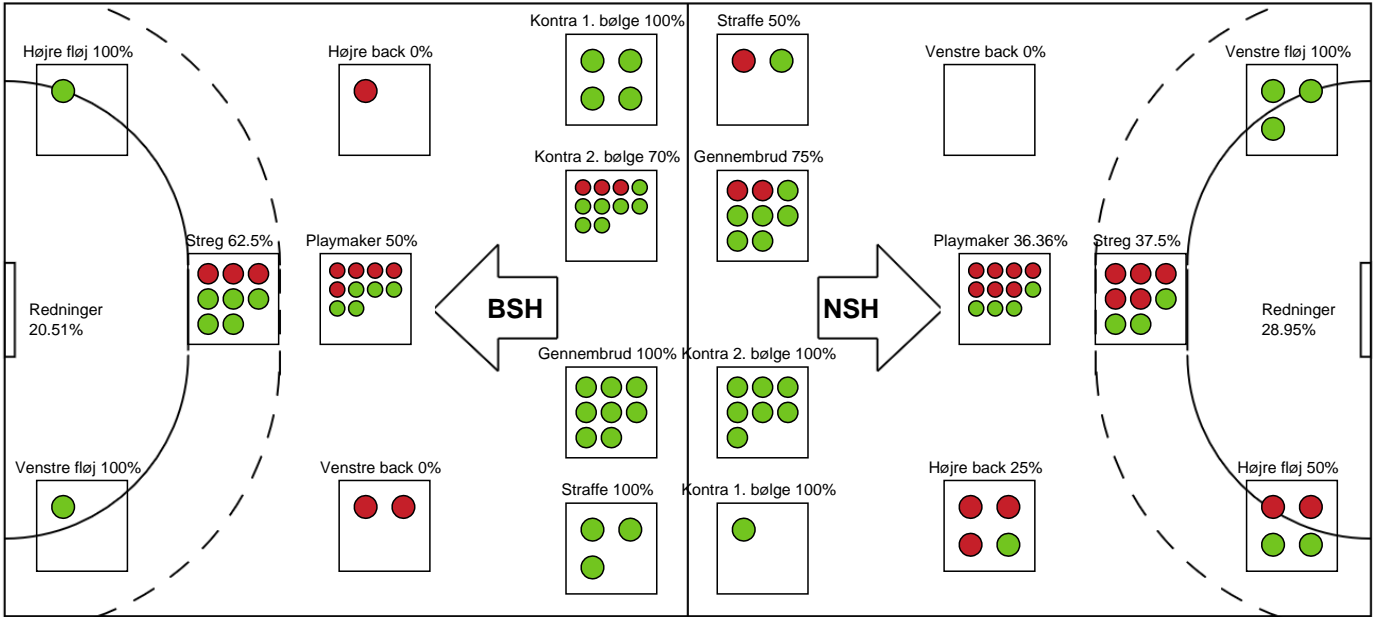 Kontra 1. bølge 100%
Straffe 50%
Højre fløj 100%
Højre back 0%
Venstre back 0%
Venstre fløj 100%
Kontra 2. bølge 70%
Gennembrud 75%
Streg 62.5%
Playmaker 50%
Playmaker 36.36%
Streg 37.5%
Redninger
20.51%
BSH
NSH
Redninger
28.95%
Gennembrud 100%
Kontra 2. bølge 100%
Venstre fløj 100%
Venstre back 0%
Straffe 100%
Kontra 1. bølge 100%
Højre back 25%
Højre fløj 50%